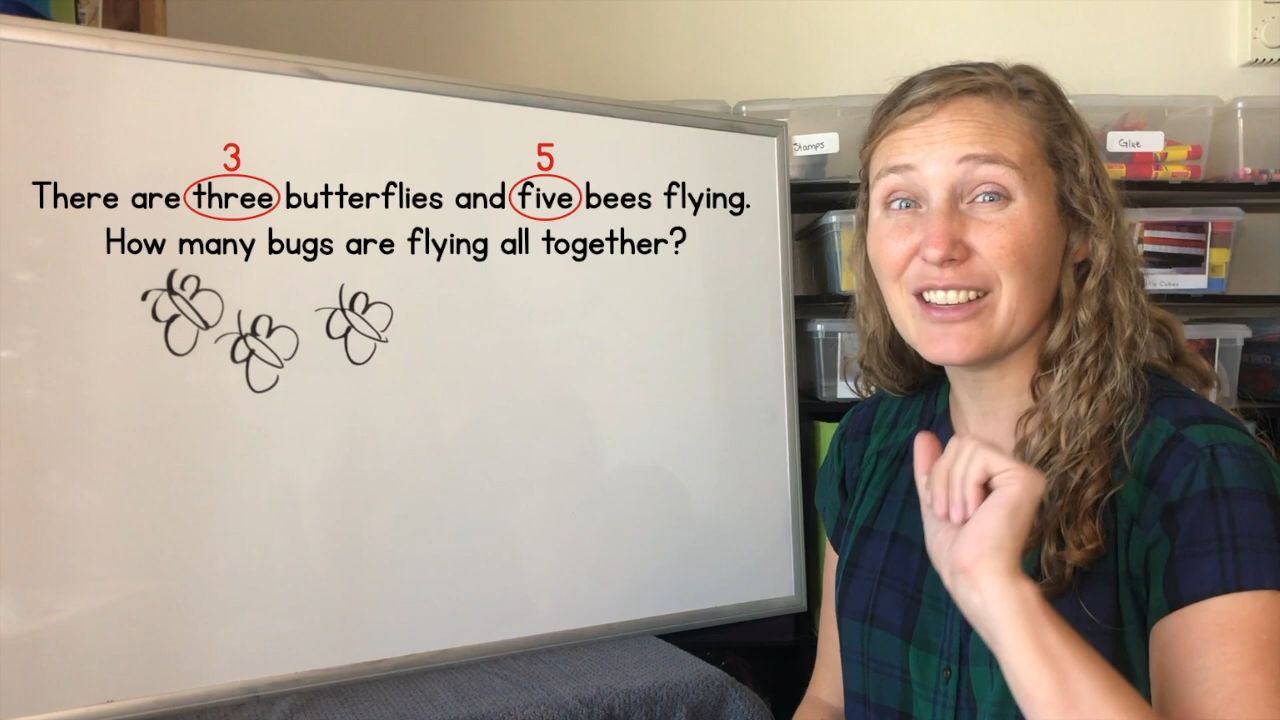 3 5
There are three butterflies and five bees flying.
How many bugs are flying all together?
Stamps
Glue